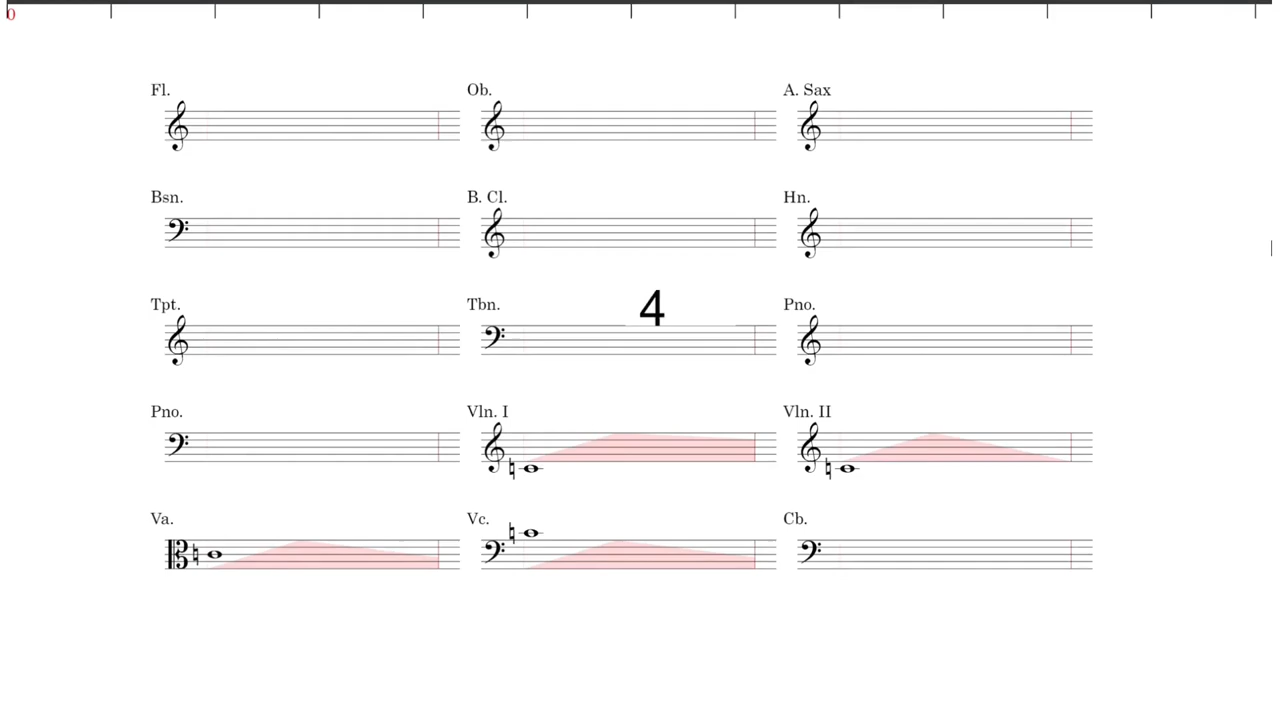 0
Fl. Ob. A. Sax
Bsn. B. Cl. Hn.
Tpt. Tbn. 4 Pno.
Pno. Vln. I Vln. II
Va. Vc. Cb.